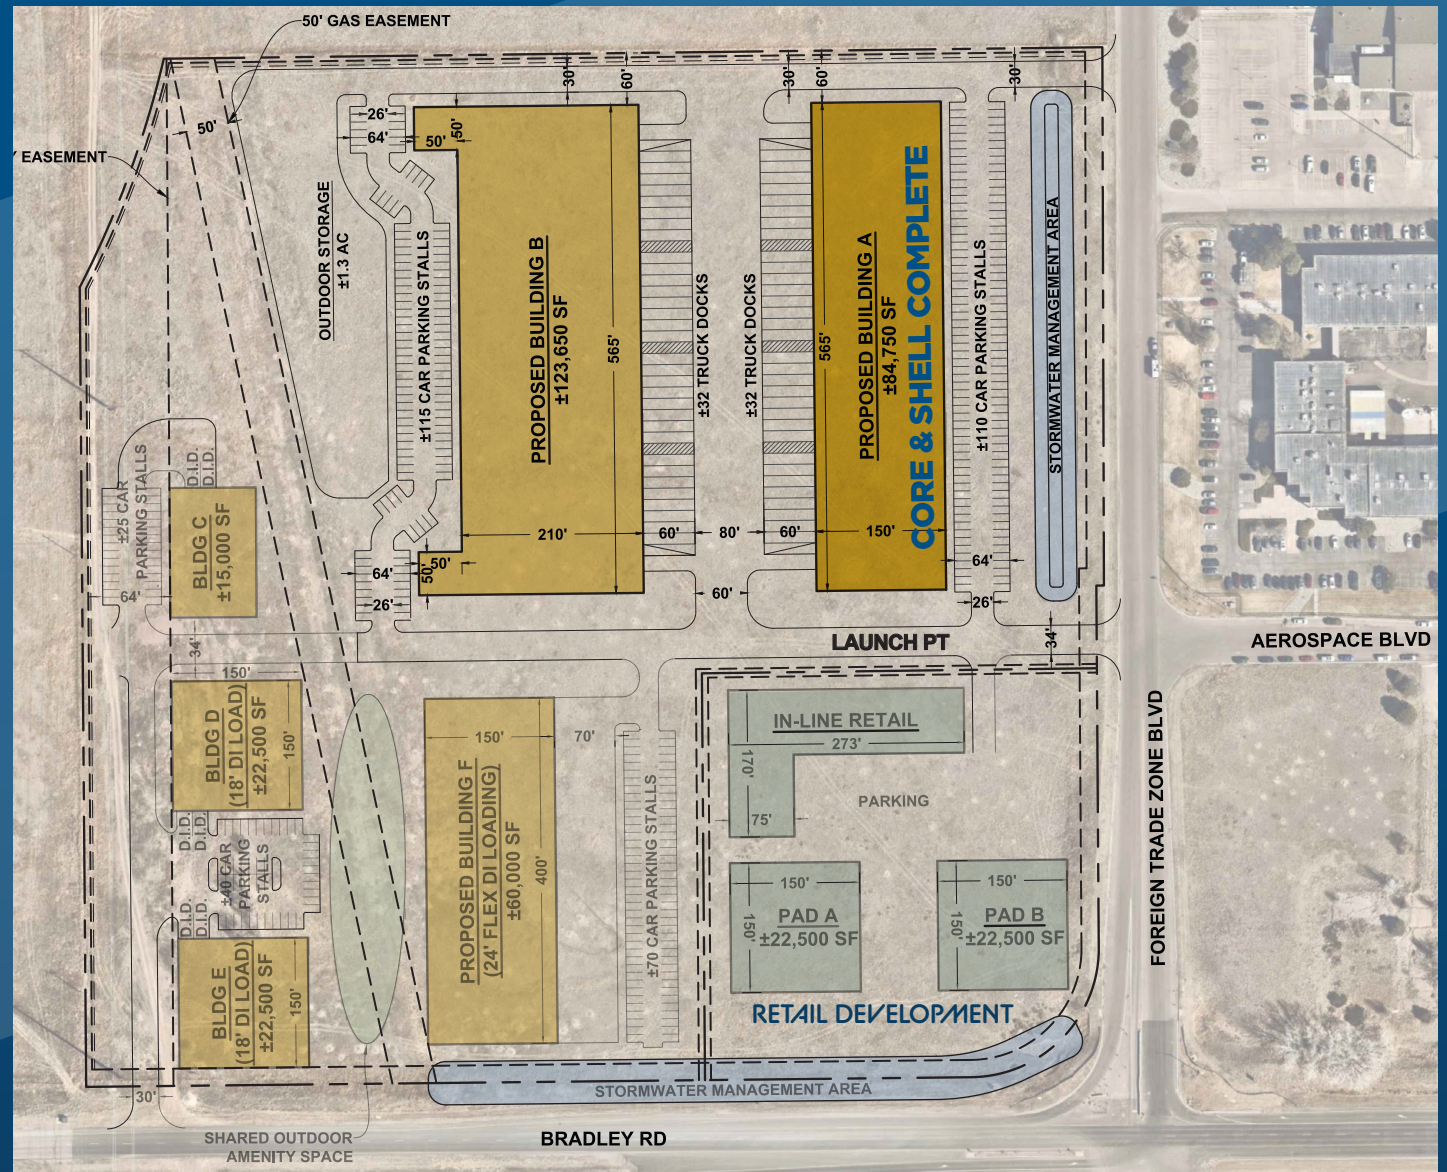 50' GAS EASEMENT
50'
Y EASEMENT
30'
60'
30'
60'
30'
26'
64'
50'
50'
OUTDOOR STORAGE
±1.3 AC
±115 CAR PARKING STALLS
PROPOSED BUILDING B
±123,650 SF
565'
±32 TRUCK DOCKS
±32 TRUCK DOCKS
565'
PROPOSED BUILDING A
±84,750 SF
CORE & SHELL COMPLETE
±110 CAR PARKING STALLS
STORMWATER MANAGEMENT AREA
210'
60'
80'
60'
150'
64'
50'
50'
64'
26'
60'
26'
34'
±25 CAR
PARKING STALLS
D.I.D.
D.I.D.
BLDG C
±15,000 SF
64'
34'
LAUNCH PT
AEROSPACE BLVD
FOREIGN TRADE ZONE BLVD
150'
BLDG D
(18' DI LOAD)
±22,500 SF
150'
D.I.D.
D.I.D.
±40 CAR
PARKING
STALLS
D.I.D.
D.I.D.
BLDG E
(18' DI LOAD)
±22,500 SF
150'
150'
70'
PROPOSED BUILDING F
(24' FLEX DI LOADING)
±60,000 SF
400'
±70 CAR PARKING STALLS
IN-LINE RETAIL
273'
170'
75'
PARKING
150'
150'
PAD A
±22,500 SF
150'
150'
PAD B
±22,500 SF
RETAIL DEVELOPMENT
STORMWATER MANAGEMENT AREA
30'
SHARED OUTDOOR
AMENITY SPACE
BRADLEY RD